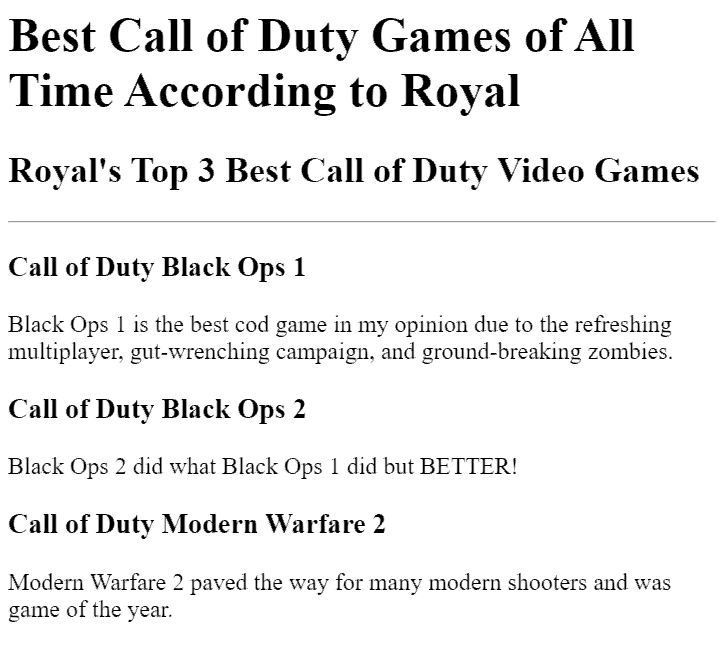 Best Call of Duty Games of All
Time According to Royal
Royal's Top 3 Best Call of Duty Video Games
Call of Duty Black Ops 1
Black Ops 1 is the best cod game in my opinion due to the refreshing
multiplayer, gut-wrenching campaign, and ground-breaking zombies.
Call of Duty Black Ops 2
Black Ops 2 did what Black Ops 1 did but BETTER!
Call of Duty Modern Warfare 2
Modern Warfare 2 paved the way for many modern shooters and was
game of the year.